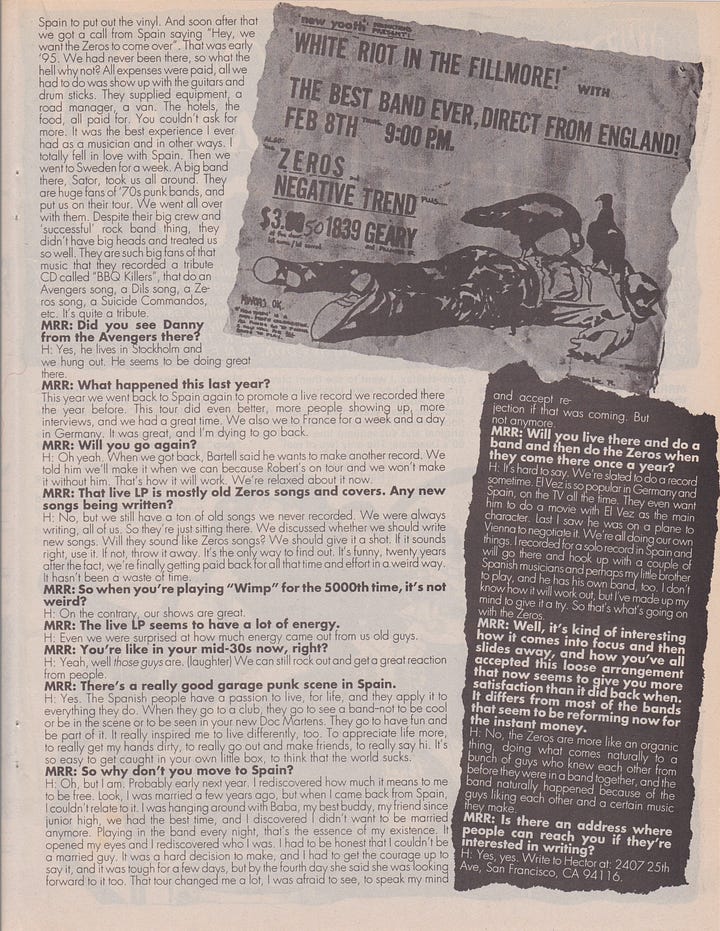 Spain to put out the vinyl. And soon after that
we got a call from Spain saying "Hey, we
want the Zeros to come over". That was early
'95. We had never been there, so what the
hell why not? All expenses were paid, all we
had to do was show up with the guitars and
drum sticks. They supplied equipment, a
road manager, a van. The hotels, the
food, all paid for. You couldn't ask for
more. It was the best experience I ever
had as a musician and in other ways. I
totally fell in love with Spain. Then we
went to Sweden for a week. A big band
there, Sator, took us all around. They
are huge fans of '70s punk bands, and
put us on their tour. We went all over
with them. Despite their big crew and
'successful' rock band thing, they
didn't have big heads and treated us
so well. They are such big fans of that
music that they recorded a tribute
CD called "BBQ Killers", that do an
Avengers song, a Dils song, a Ze-
ros song, a Suicide Commandos,
etc. It's quite a tribute.
MRR: Did you see Danny
from the Avengers there?
H: Yes, he lives in Stockholm and
we hung out. He seems to be doing great
there.
MRR: What happened this last year?
This year we went back to Spain again to promote a live record we recorded there
the year before. This tour did even better, more people showing up, more
interviews, and we had a great time. We also we to France for a week and a day
in Germany. It was great, and I'm dying to go back.
MRR: Will you go again?
H: Oh yeah. When we got back, Bartell said he wants to make another record. We
told him we'll make it when we can because Robert's on tour and we won't make
it without him. That's how it will work. We're relaxed about it now.
MRR: That live LP is mostly old Zeros songs and covers. Any new
songs being written?
H: No, but we still have a ton of old songs we never recorded. We were always
writing, all of us. So they're just sitting there. We discussed whether we should write
new songs. Will they sound like Zeros songs? We should give it a shot. If it sounds
right, use it. If not, throw it away. It's the only way to find out. It's funny, twenty years
after the fact, we're finally getting paid back for all that time and effort in a weird way.
It hasn't been a waste of time.
MRR: So when you're playing "Wimp" for the 5000th time, it's not
weird?
H: On the contrary, our shows are great.
MRR: The live LP seems to have a lot of energy.
H: Even we were surprised at how much energy came out from us old guys.
MRR: You're like in your mid-30s now, right?
H: Yeah, well those guys are. (laughter) We can still rock out and get a great reaction
from people.
MRR: There's a really good garage punk scene in Spain.
H: Yes. The Spanish people have a passion to live, for life, and they apply it to
everything they do. When they go to a club, they go to see a band–not to be cool
or be in the scene or to be seen in your new Doc Martens. They go to have fun and
be part of it. It really inspired me to live differently, too. To appreciate life more,
to really get my hands dirty, to really go out and make friends, to really say hi. It's
so easy to get caught in your own little box, to think that the world sucks.
MRR: So why don't you move to Spain?
H: Oh, but I am. Probably early next year. I rediscovered how much it means to me
to be free. Look, I was married a few years ago, but when I came back from Spain,
I couldn't relate to it. I was hanging around with Baba, my best buddy, my friend since
junior high, we had the best time, and I discovered I didn't want to be married
anymore. Playing in the band every night, that's the essence of my existence. It
opened my eyes and I rediscovered who I was. I had to be honest that I couldn't be
a married guy. It was a hard decision to make, and I had to get the courage up to
say it, and it was tough for a few days, but by the fourth day she said she was looking
forward to it too. That tour changed me a lot, I was afraid to see, to speak my mind
new youth
PRESENTS!
"WHITE RIOT IN THE FILLMORE!" WITH
THE BEST BAND EVER, DIRECT FROM ENGLAND!
FEB 8TH 9:00 P.M.
ALSO
ZEROS
NEGATIVE TREND PLUS
$3.50 1839 GEARY
MINORS OK.
and accept re-
jection if that was coming. But
not anymore.
MRR: Will you live there and do a
band and then do the Zeros when
they came there once a year?
H: It's hard to say. We're slated to do a record
sometime. El Vez is so popular in Germany and
Spain, on the TV all the time. They even want
him to do a movie with El Vez as the main
character. Last I saw he was on a plane to
Vienna to negotiate it. We're all doing our own
things. I recorded for a solo record in Spain and
will go there and hook up with a couple of
Spanish musicians and perhaps my little brother
to play, and he has his own band, too. I don't
know how it will work out, but I've made up my
mind to give it a try. So that's what's going on
with the Zeros.
MRR: Well, it's kind of interesting
how it comes into focus and then
slides away, and how you've all
accepted this loose arrangement
that now seems to give you more
satisfaction than it did back when.
It differs from most of the bands
that seem to be reforming now for
the instant money.
H: No, the Zeros are more like an organic
thing, doing what comes naturally to a
bunch of guys who knew each other from
before they were in a band together, and the
band naturally happened because of the
guys liking each other and a certain music
they make.
MRR: Is there an address where
people can reach you if they're
interested in writing?
H: Yes, yes. Write to Hector at: 2407 25th
Ave, San Francisco, CA 94116.